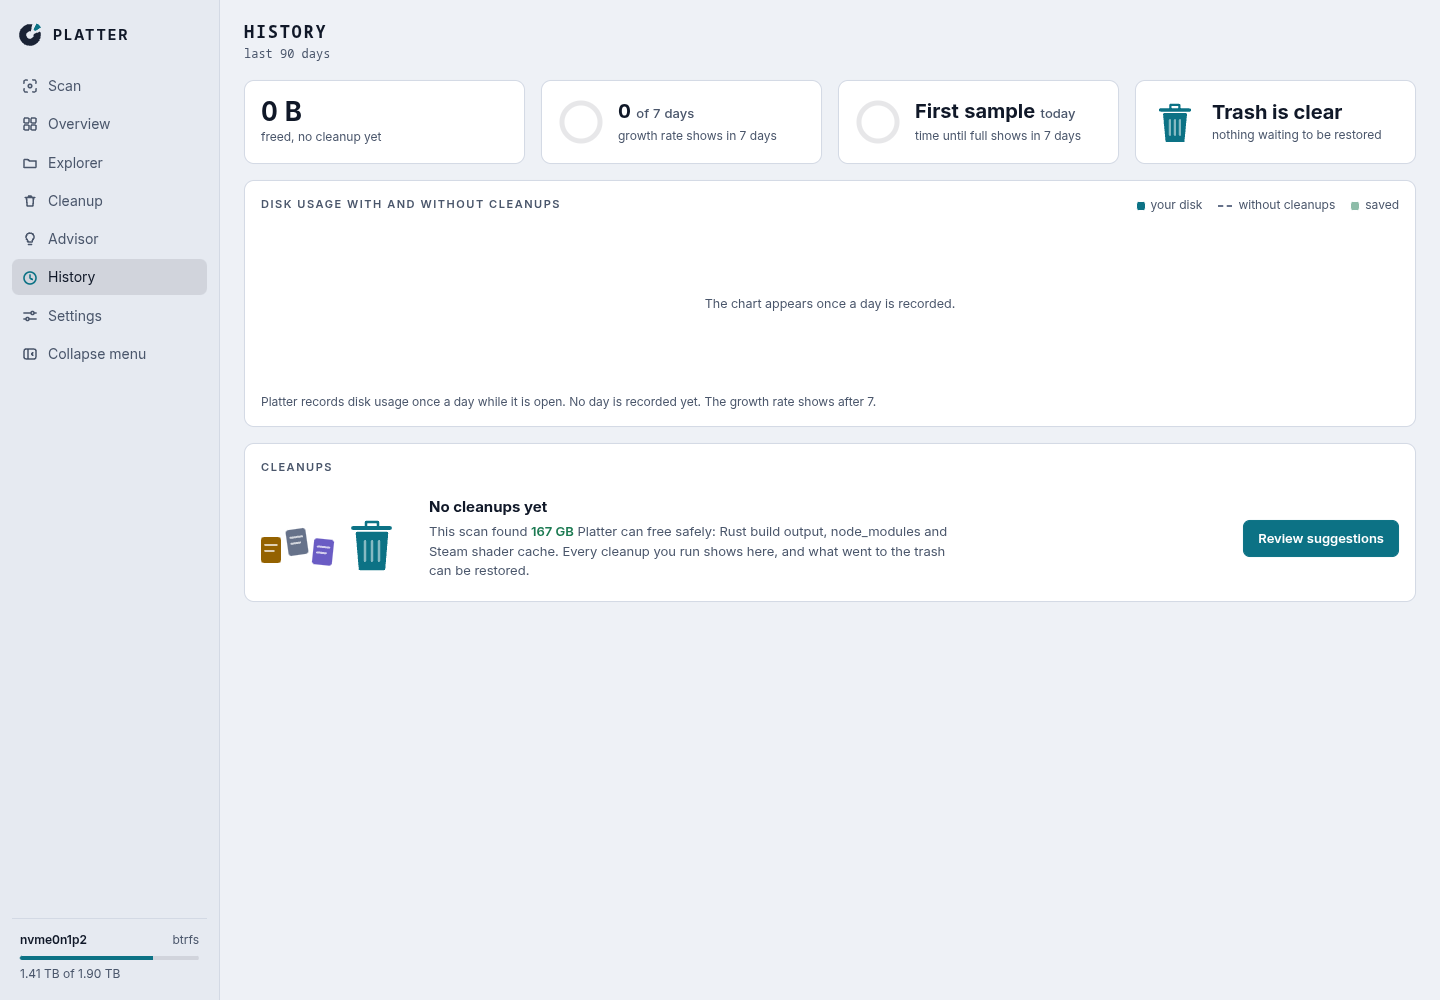 PLATTER
Scan
Overview
Explorer
Cleanup
Advisor
History
Settings
Collapse menu
nvme0n1p2 btrfs
1.41 TB of 1.90 TB
HISTORY
last 90 days
0 B
freed, no cleanup yet
0 of 7 days
growth rate shows in 7 days
First sample today
time until full shows in 7 days
Trash is clear
nothing waiting to be restored
DISK USAGE WITH AND WITHOUT CLEANUPS
your disk without cleanups saved
The chart appears once a day is recorded.
Platter records disk usage once a day while it is open. No day is recorded yet. The growth rate shows after 7.
CLEANUPS
No cleanups yet
This scan found 167 GB Platter can free safely: Rust build output, node_modules and
Steam shader cache. Every cleanup you run shows here, and what went to the trash
can be restored.
Review suggestions